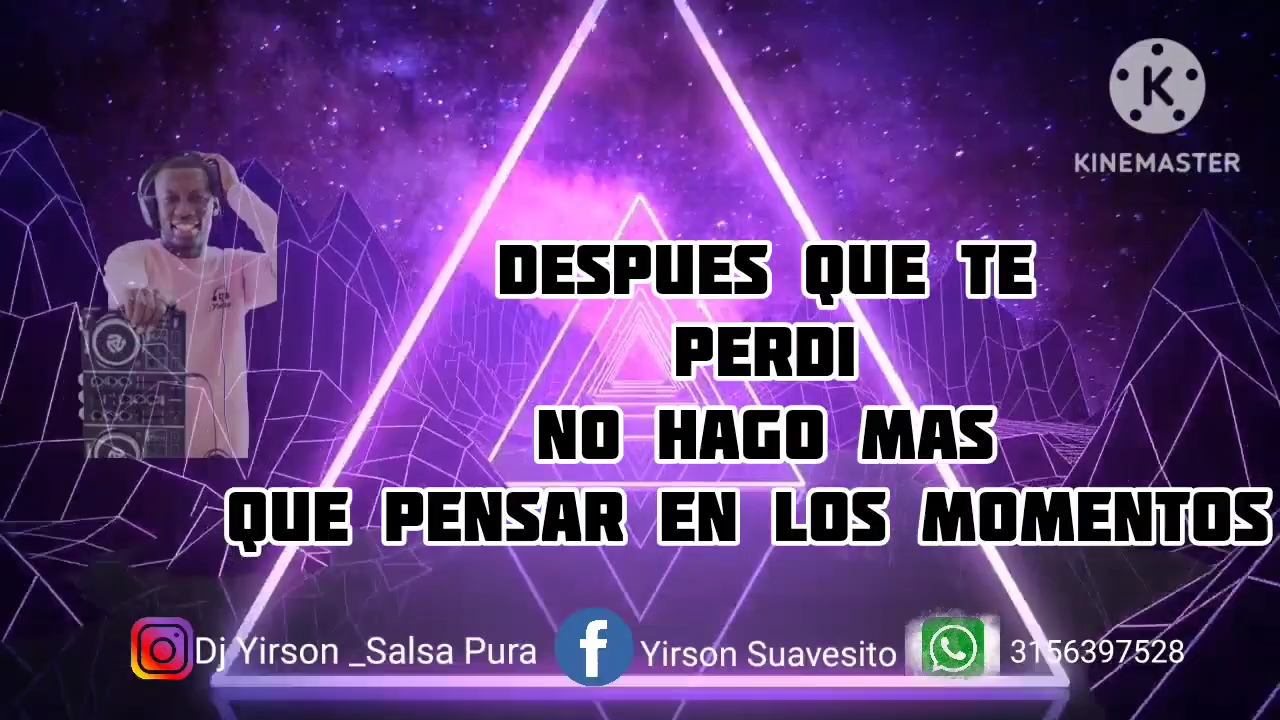 KINEMASTER
DESPUES QUE TE
PERDI
NO HAGO MAS
QUE PENSAR EN LOS MOMENTOS
Dj Yirson _Salsa Pura
Yirson Suavesito
3156397528